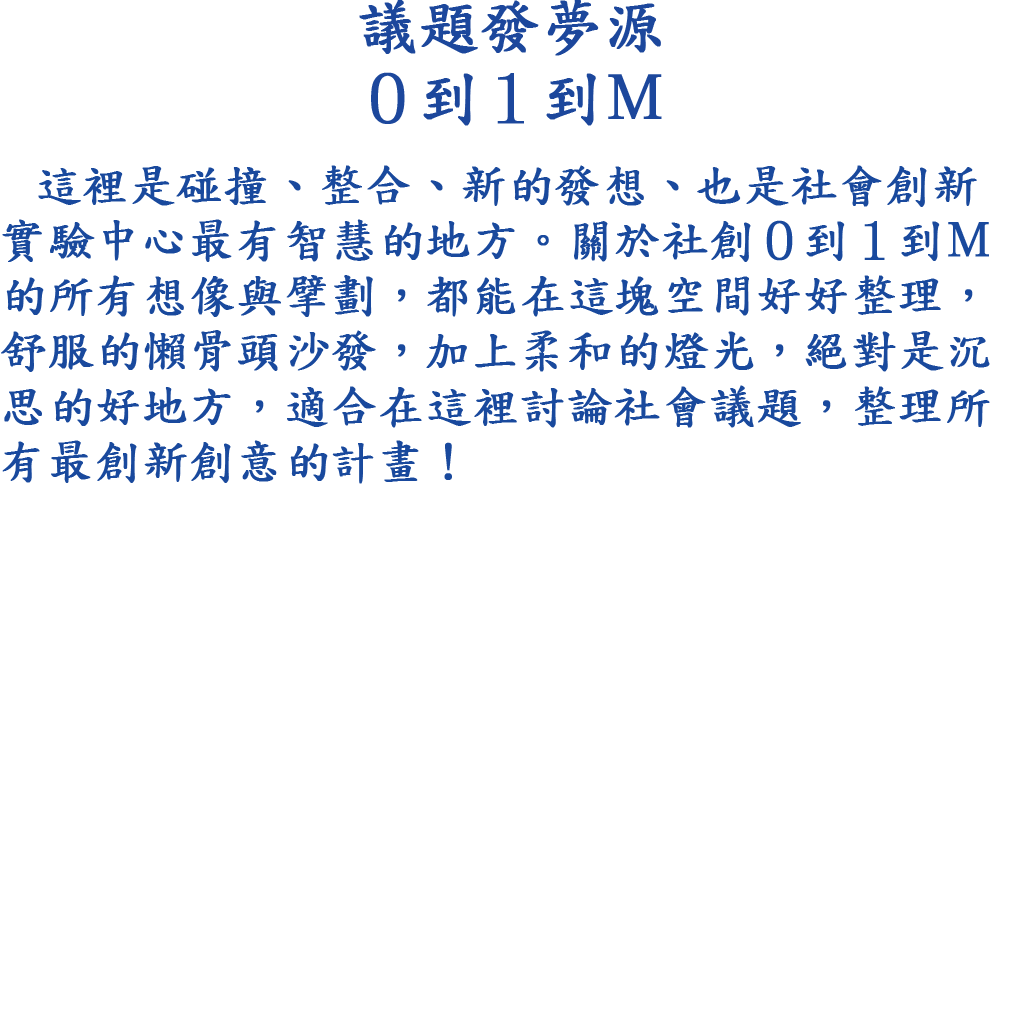 議題發夢源
0到1到M
這裡是碰撞、整合、新的發想、也是社會創新
實驗中心最有智慧的地方。關於社創0到1到M
的所有想像與擘劃，都能在這塊空間好好整理，
舒服的懶骨頭沙發，加上柔和的燈光，絕對是沉
思的好地方，適合在這裡討論社會議題，整理所
有最創新創意的計畫！